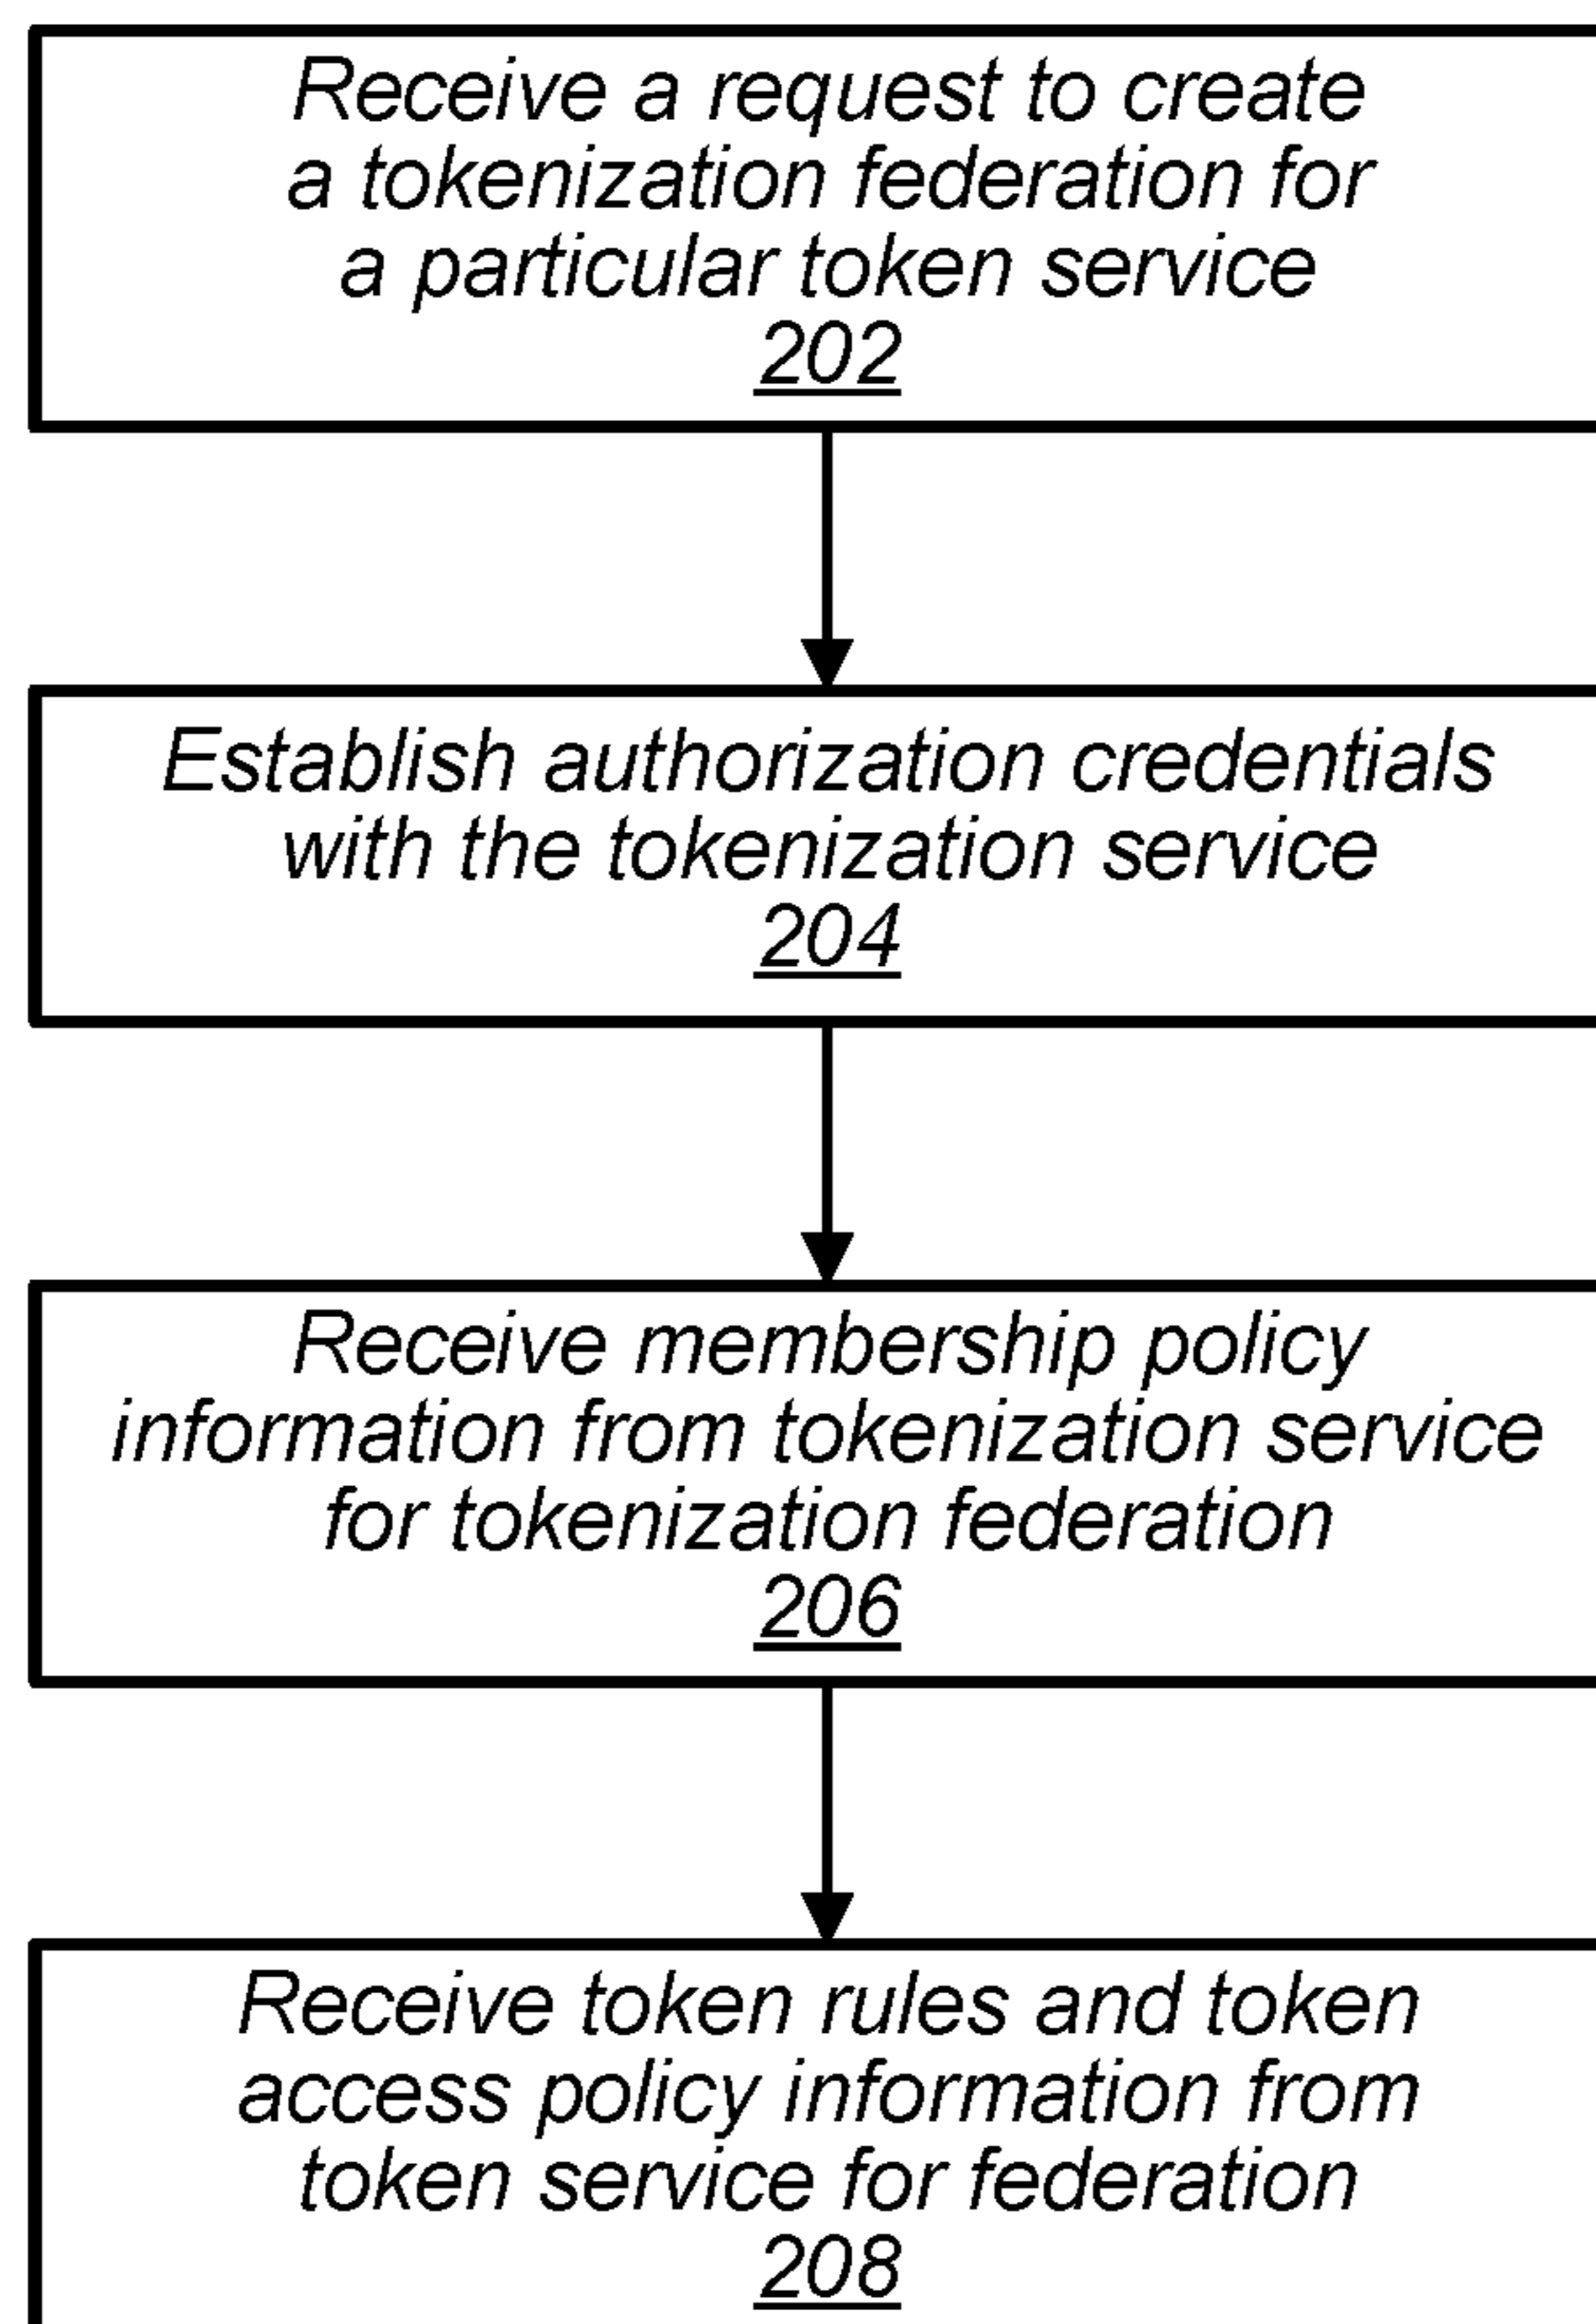 Receive a request to create
a tokenization federation for
a particular token service
202
Establish authorization credentials
with the tokenization service
204
Receive membership policy
information from tokenization service
for tokenization federation
206
Receive token rules and token
access policy information from
token service for federation
208